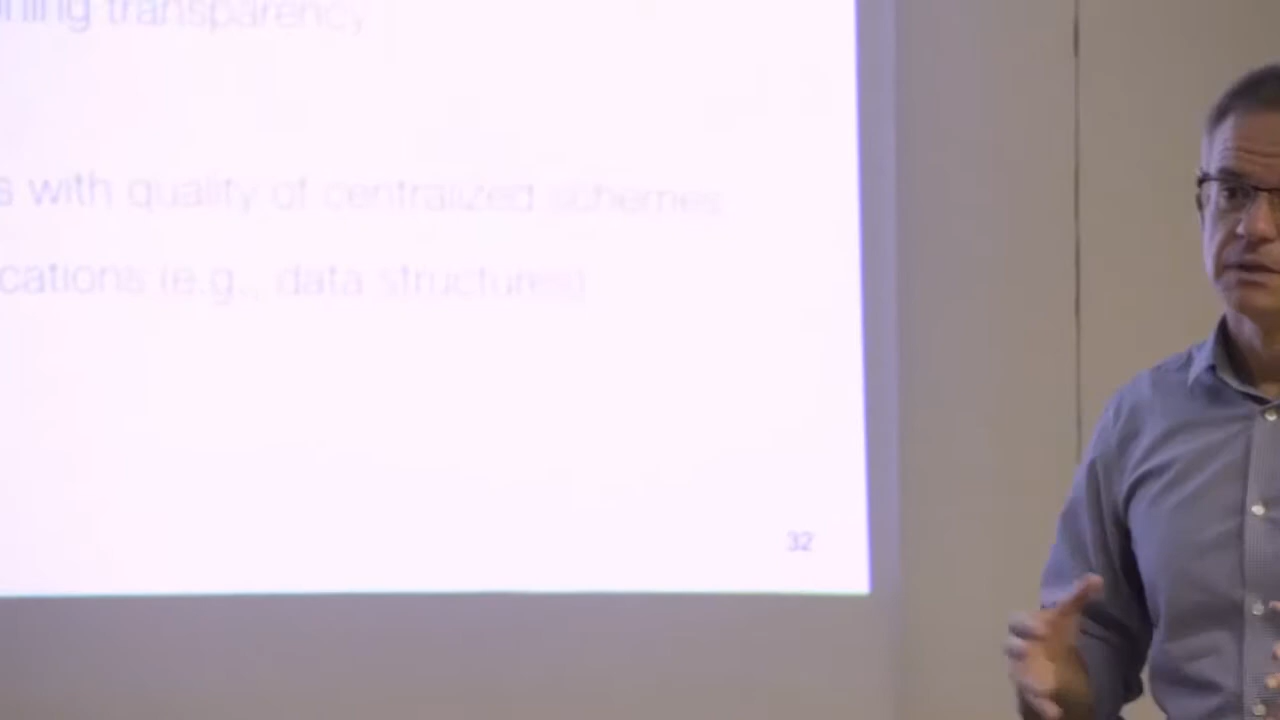 transparency
s with quality of centralized schemes
cations (e.g., data structures)
32